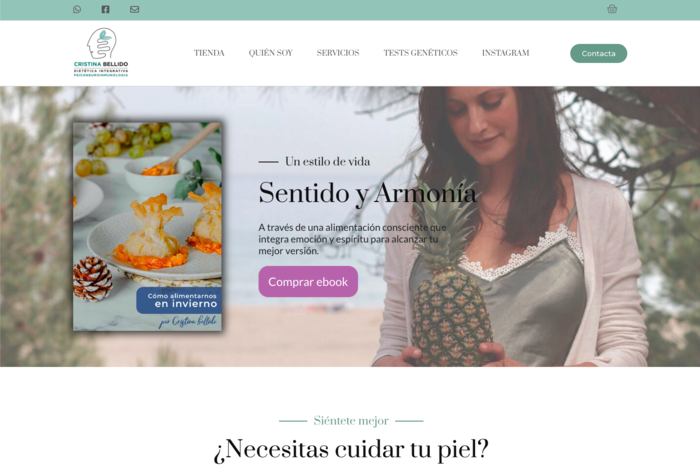 CRISTINA BELLIDO
DIETÉTICA INTEGRATIVA
PSICONEUROINMUNOLOGÍA
TIENDA
QUIÉN SOY
SERVICIOS
TESTS GENÉTICOS
INSTAGRAM
Contacta
Cómo alimentarnos
en invierno
por Cristina Bellido
Un estilo de vida
Sentido y Armonía
A través de una alimentación consciente que
integra emoción y espíritu para alcanzar tu
mejor versión.
Comprar ebook
Siéntete mejor
¿Necesitas cuidar tu piel?